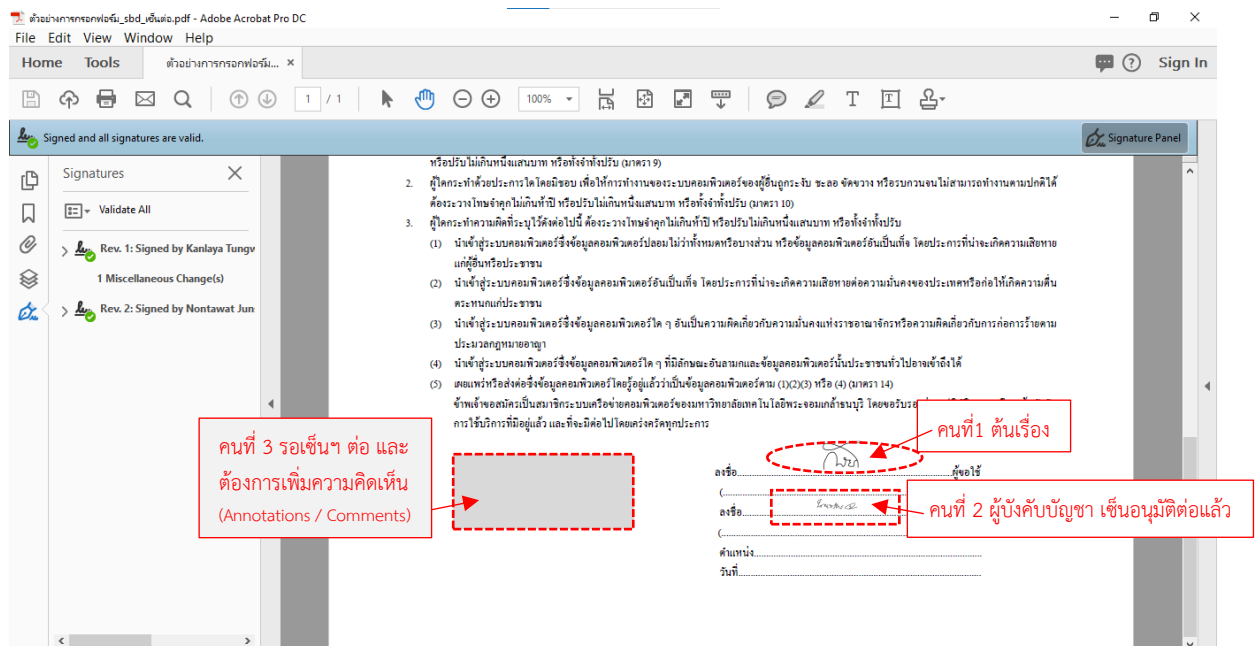 ตัวอย่างการกรอกฟอร์ม_sbd_เซ็นต่อ.pdf - Adobe Acrobat Pro DC
File Edit View Window Help
Home Tools ตัวอย่างการกรอกฟอร์ม... × Sign In
1 / 1 100%
Signed and all signatures are valid. Signature Panel
Signatures
Validate All
Rev. 1: Signed by Kanlaya Tungw
1 Miscellaneous Change(s)
Rev. 2: Signed by Nontawat Jun
หรือปรับไม่เกินหนึ่งแสนบาท หรือทั้งจำทั้งปรับ (มาตรา 9)
2. ผู้ใดกระทำด้วยประการใดโดยมิชอบ เพื่อให้การทำงานของระบบคอมพิวเตอร์ของผู้อื่นถูกระงับ ชะลอ ขัดขวาง หรือรบกวนจนไม่สามารถทำงานตามปกติได้
ต้องระวางโทษจำคุกไม่เกินห้าปี หรือปรับไม่เกินหนึ่งแสนบาท หรือทั้งจำทั้งปรับ (มาตรา 10)
3. ผู้ใดกระทำความผิดที่ระบุไว้ดังต่อไปนี้ ต้องระวางโทษจำคุกไม่เกินห้าปี หรือปรับไม่เกินหนึ่งแสนบาท หรือทั้งจำทั้งปรับ
(1) นำเข้าสู่ระบบคอมพิวเตอร์ซึ่งข้อมูลคอมพิวเตอร์ปลอมไม่ว่าทั้งหมดหรือบางส่วน หรือข้อมูลคอมพิวเตอร์อันเป็นเท็จ โดยประการที่น่าจะเกิดความเสียหาย
แก่ผู้อื่นหรือประชาชน
(2) นำเข้าสู่ระบบคอมพิวเตอร์ซึ่งข้อมูลคอมพิวเตอร์อันเป็นเท็จ โดยประการที่น่าจะเกิดความเสียหายต่อความมั่นคงของประเทศหรือก่อให้เกิดความตื่น
ตระหนกแก่ประชาชน
(3) นำเข้าสู่ระบบคอมพิวเตอร์ซึ่งข้อมูลคอมพิวเตอร์ใด ๆ อันเป็นความผิดเกี่ยวกับความมั่นคงแห่งราชอาณาจักรหรือความผิดเกี่ยวกับการก่อการร้ายตาม
ประมวลกฎหมายอาญา
(4) นำเข้าสู่ระบบคอมพิวเตอร์ซึ่งข้อมูลคอมพิวเตอร์ใด ๆ ที่มีลักษณะอันลามกและข้อมูลคอมพิวเตอร์นั้นประชาชนทั่วไปอาจเข้าถึงได้
(5) เผยแพร่หรือส่งต่อซึ่งข้อมูลคอมพิวเตอร์โดยรู้อยู่แล้วว่าเป็นข้อมูลคอมพิวเตอร์ตาม (1)(2)(3) หรือ (4) (มาตรา 14)
ข้าพเจ้าขอสมัครเป็นสมาชิกระบบเครือข่ายคอมพิวเตอร์ของมหาวิทยาลัยเทคโนโลยีพระจอมเกล้าธนบุรี โดยขอรับรอง
การใช้บริการที่มีอยู่แล้ว และที่จะมีต่อไปโดยเคร่งครัดทุกประการ
คนที่ 3 รอเซ็นฯ ต่อ และ
ต้องการเพิ่มความคิดเห็น
(Annotations / Comments)
คนที่1 ต้นเรื่อง
ลงชื่อ ผู้ขอใช้
(
ลงชื่อ
คนที่ 2 ผู้บังคับบัญชา เซ็นอนุมัติต่อแล้ว
(
ตำแหน่ง
วันที่